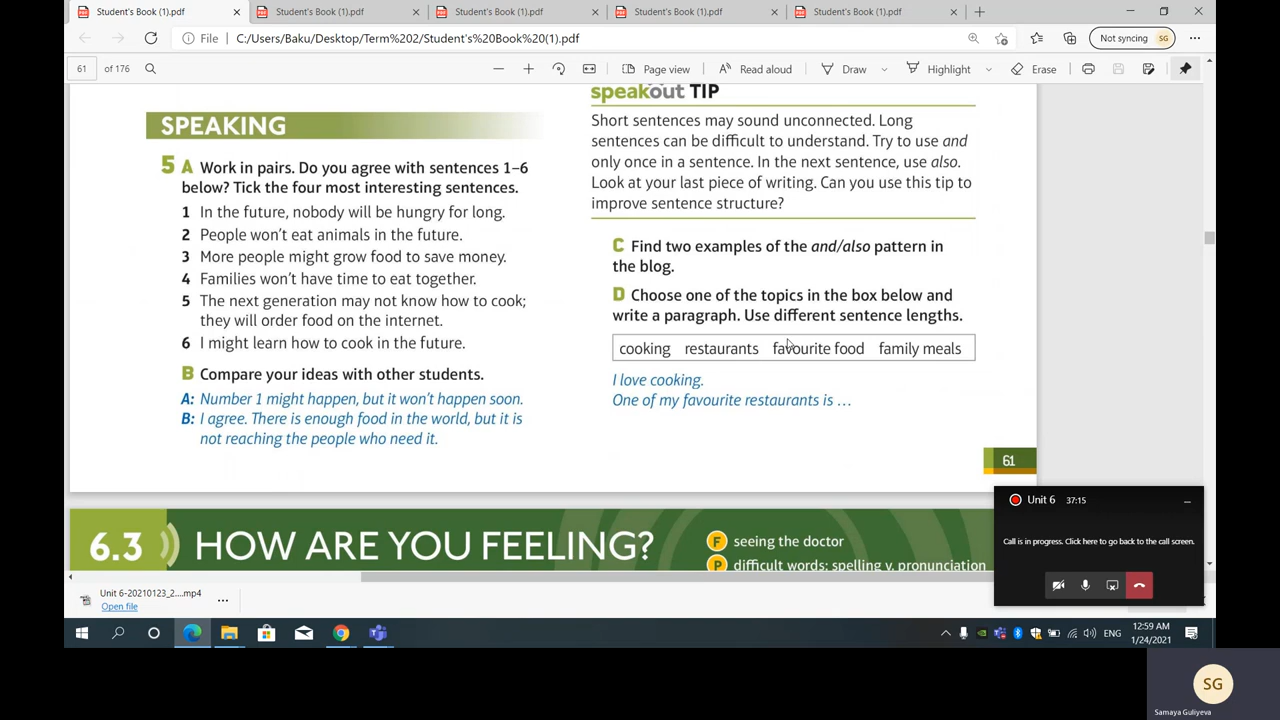 Student's Book (1).pdf
Student's Book (1).pdf
Student's Book (1).pdf
Student's Book (1).pdf
Student's Book (1).pdf
File
C:/Users/Baku/Desktop/Term%202/Student's%20Book%20(1).pdf
Not syncing SG
61 of 176
Page view
Read aloud
Draw
Highlight
Erase
SPEAKING
5 A Work in pairs. Do you agree with sentences 1–6
below? Tick the four most interesting sentences.
1 In the future, nobody will be hungry for long.
2 People won't eat animals in the future.
3 More people might grow food to save money.
4 Families won't have time to eat together.
5 The next generation may not know how to cook;
they will order food on the internet.
6 I might learn how to cook in the future.
B Compare your ideas with other students.
A: Number 1 might happen, but it won't happen soon.
B: I agree. There is enough food in the world, but it is
not reaching the people who need it.
speakout TIP
Short sentences may sound unconnected. Long
sentences can be difficult to understand. Try to use and
only once in a sentence. In the next sentence, use also.
Look at your last piece of writing. Can you use this tip to
improve sentence structure?
C Find two examples of the and/also pattern in
the blog.
D Choose one of the topics in the box below and
write a paragraph. Use different sentence lengths.
cooking restaurants favourite food family meals
I love cooking.
One of my favourite restaurants is …
61
6.3 HOW ARE YOU FEELING?
F seeing the doctor
P difficult words: spelling v. pronunciation
Unit 6 37:15
Call is in progress. Click here to go back to the call screen.
Unit 6-20210123_2....mp4
Open file
ENG
12:59 AM
1/24/2021
SG
Samaya Guliyeva